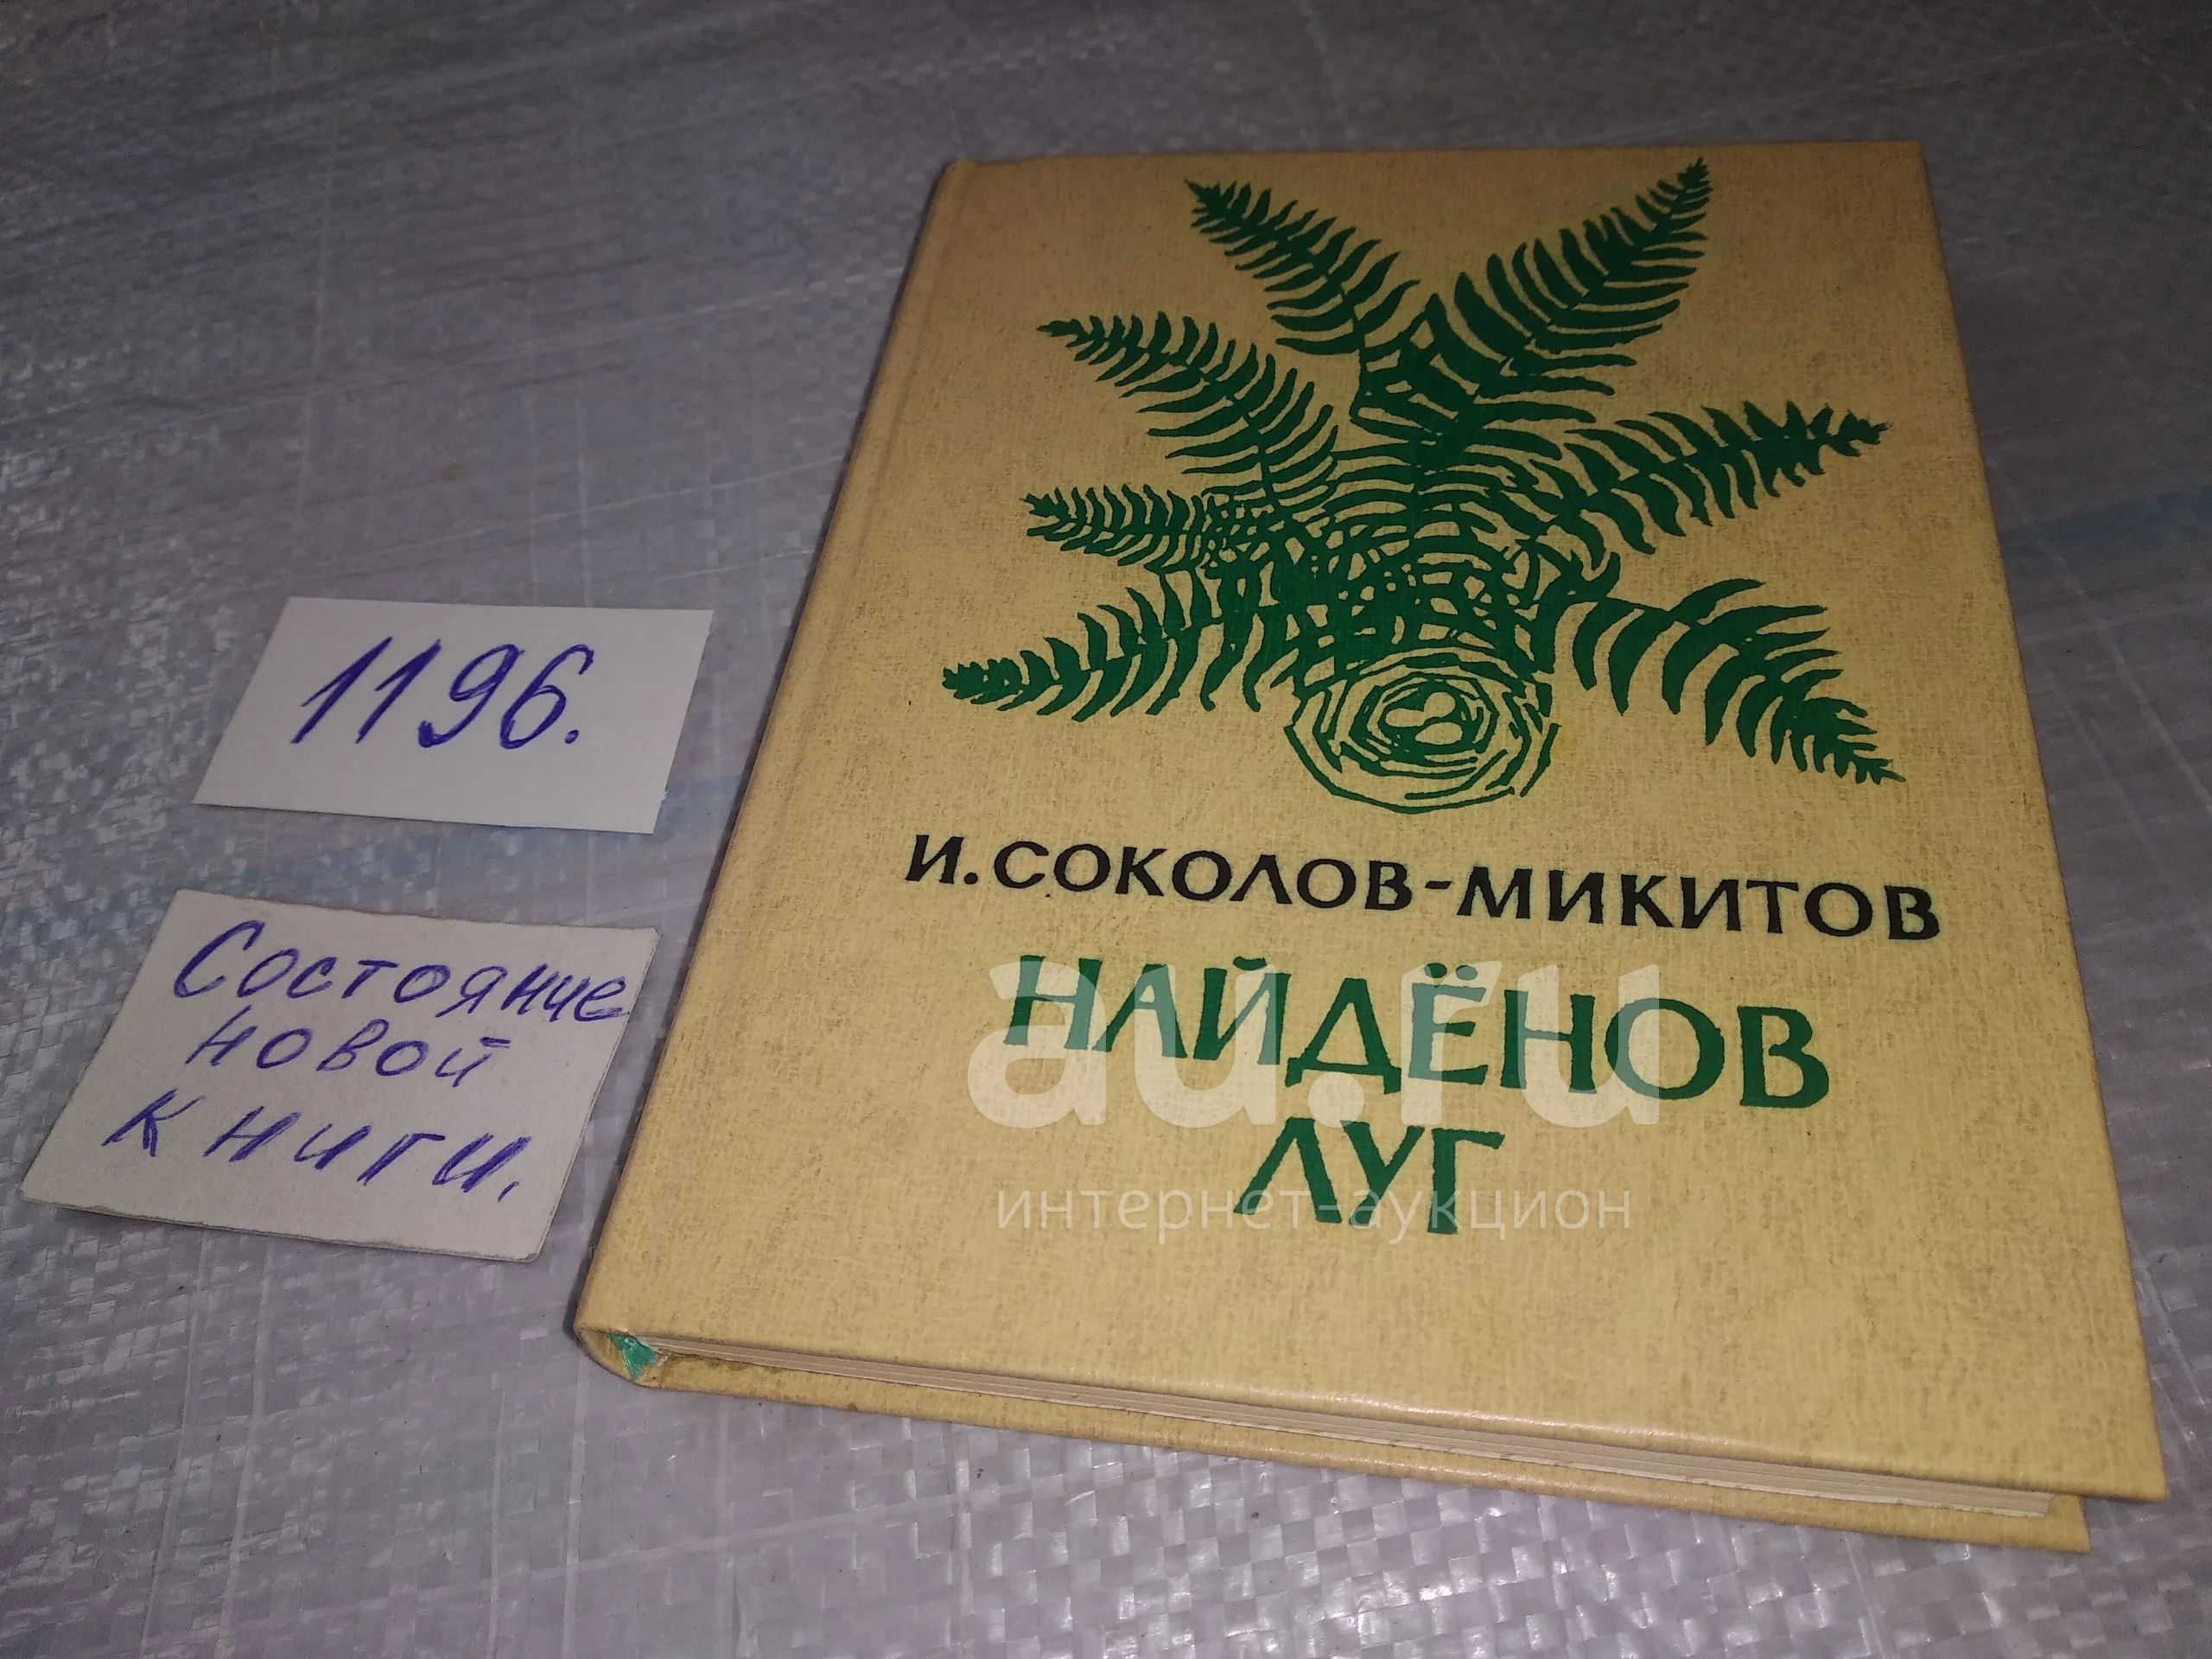 1196.
Состояние
новой
книги.
И. СОКОЛОВ-МИКИТОВ
НАЙДЁНОВ
ЛУГ
au.ru
интернет-аукцион